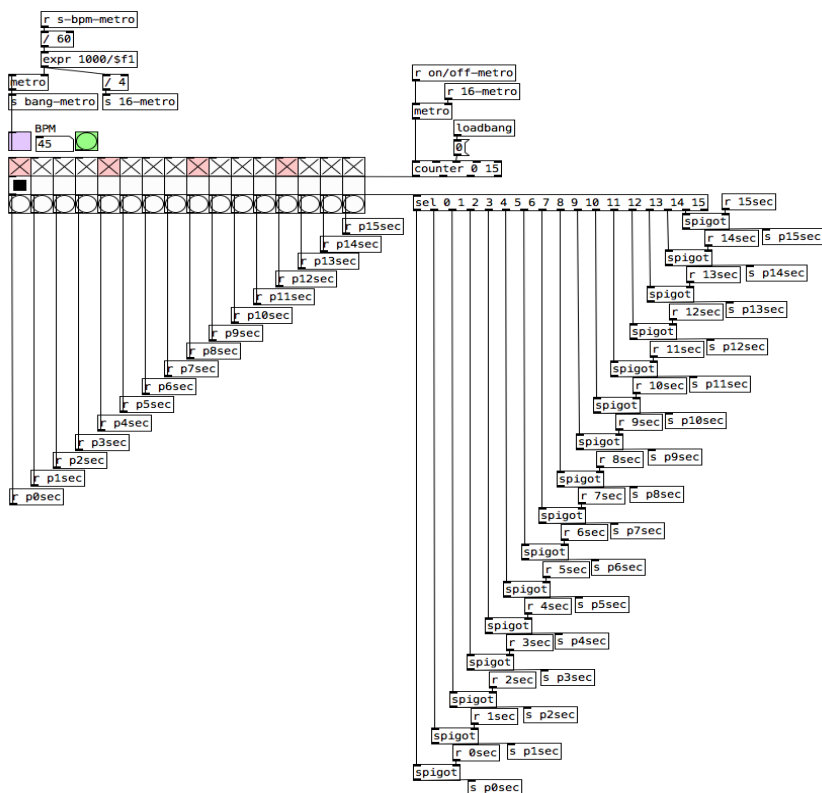 r s-bpm-metro
/ 60
expr 1000/$f1
metro
/ 4
s bang-metro
s 16-metro
BPM
45
r on/off-metro
r 16-metro
metro
loadbang
0
counter 0 15
sel 0 1 2 3 4 5 6 7 8 9 10 11 12 13 14 15
r p15sec
r p14sec
r p13sec
r p12sec
r p11sec
r p10sec
r p9sec
r p8sec
r p7sec
r p6sec
r p5sec
r p4sec
r p3sec
r p2sec
r p1sec
r p0sec
r 15sec
spigot
s p15sec
r 14sec
spigot
s p14sec
r 13sec
spigot
s p13sec
r 12sec
spigot
s p12sec
r 11sec
spigot
s p11sec
r 10sec
spigot
s p10sec
r 9sec
spigot
s p9sec
r 8sec
spigot
s p8sec
r 7sec
spigot
s p7sec
r 6sec
spigot
s p6sec
r 5sec
spigot
s p5sec
r 4sec
spigot
s p4sec
r 3sec
spigot
s p3sec
r 2sec
spigot
s p2sec
r 1sec
spigot
s p1sec
r 0sec
spigot
s p0sec